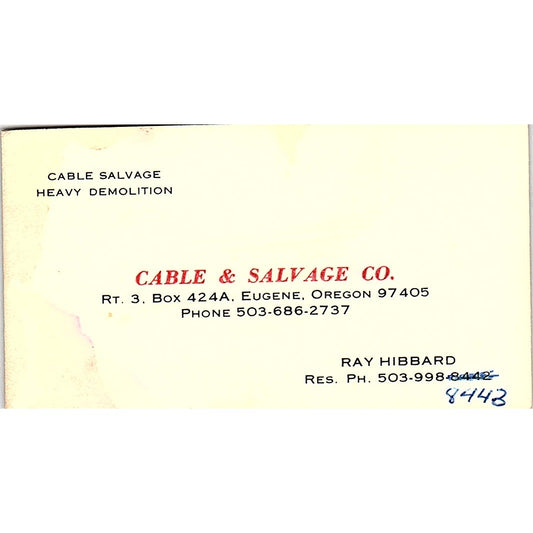 CABLE SALVAGE
HEAVY DEMOLITION
CABLE & SALVAGE CO.
RT. 3, BOX 424A, EUGENE, OREGON 97405
PHONE 503-686-2737
RAY HIBBARD
RES. PH. 503-998-8442
8443